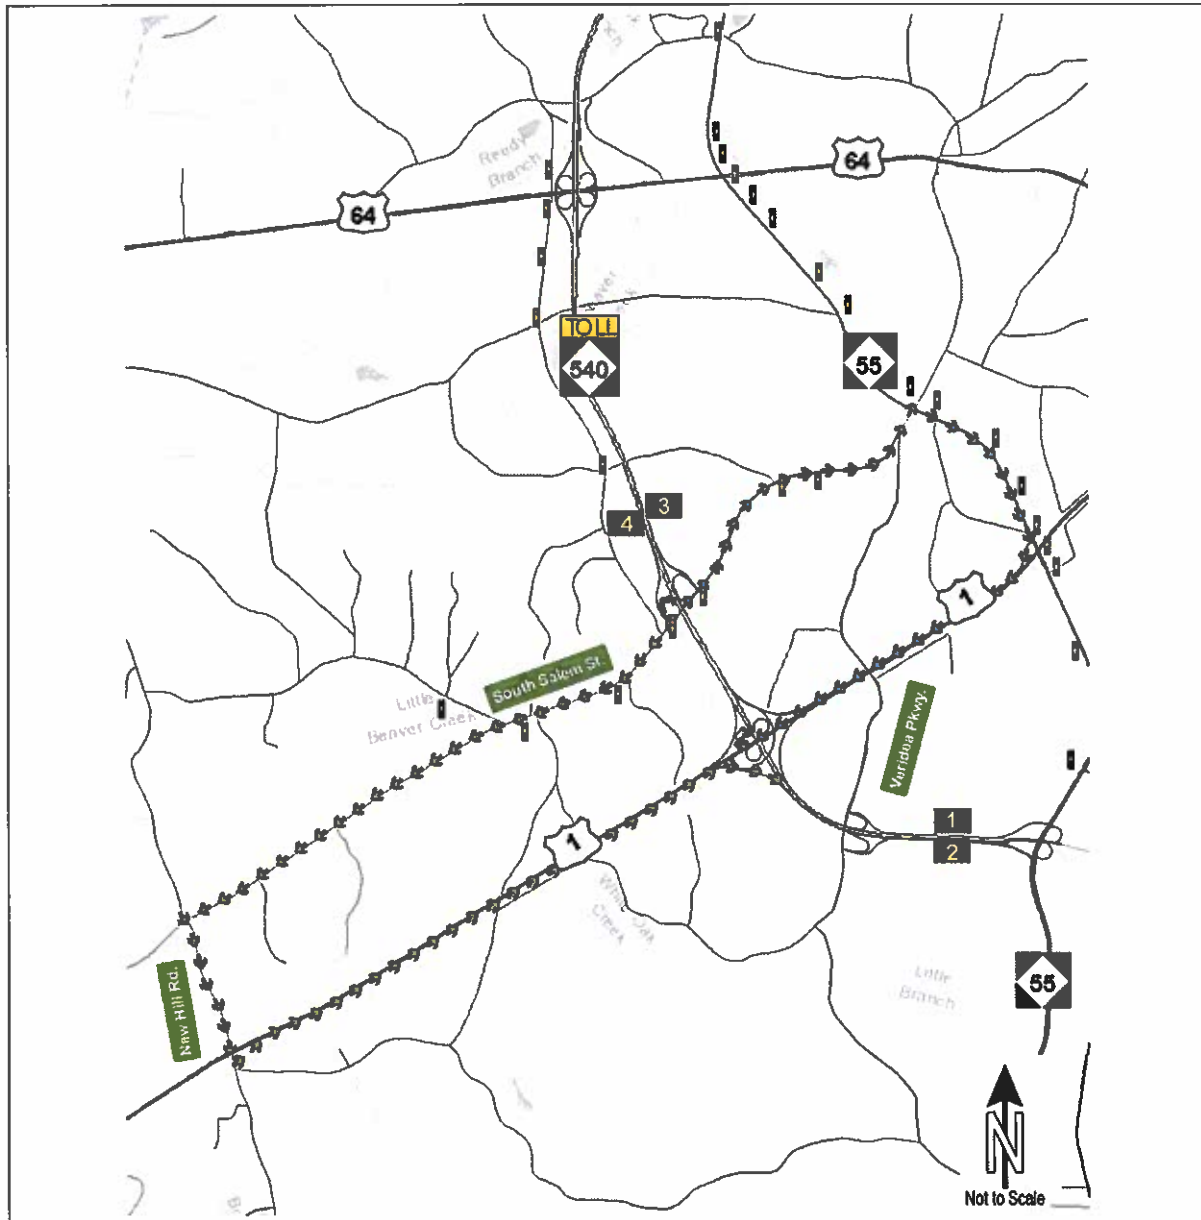 Reedy
Branch
64
64
TOLL
540
55
3
4
1
South Salem St.
Little
Beaver Creek
Veridea Pkwy.
1
1
2
White Oak
Creek
New Hill Rd.
Little
Branch
55
N
Not to Scale